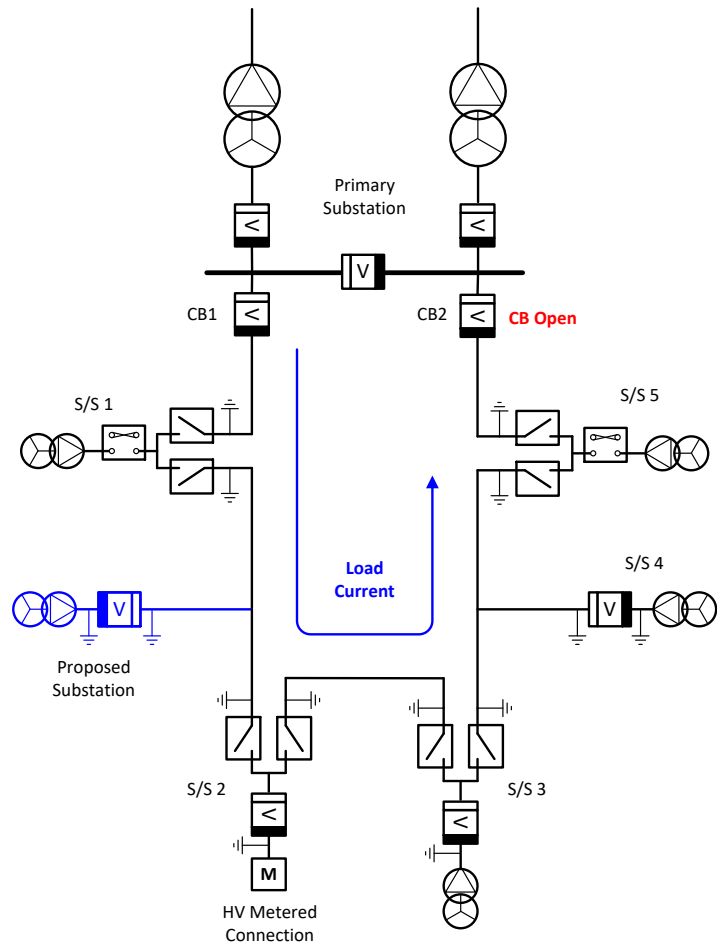 Primary
Substation
<
<
V
CB1
<
CB2
<
CB Open
S/S 1
S/S 5
Load
Current
S/S 4
V
V
Proposed
Substation
S/S 2
S/S 3
<
<
M
HV Metered
Connection